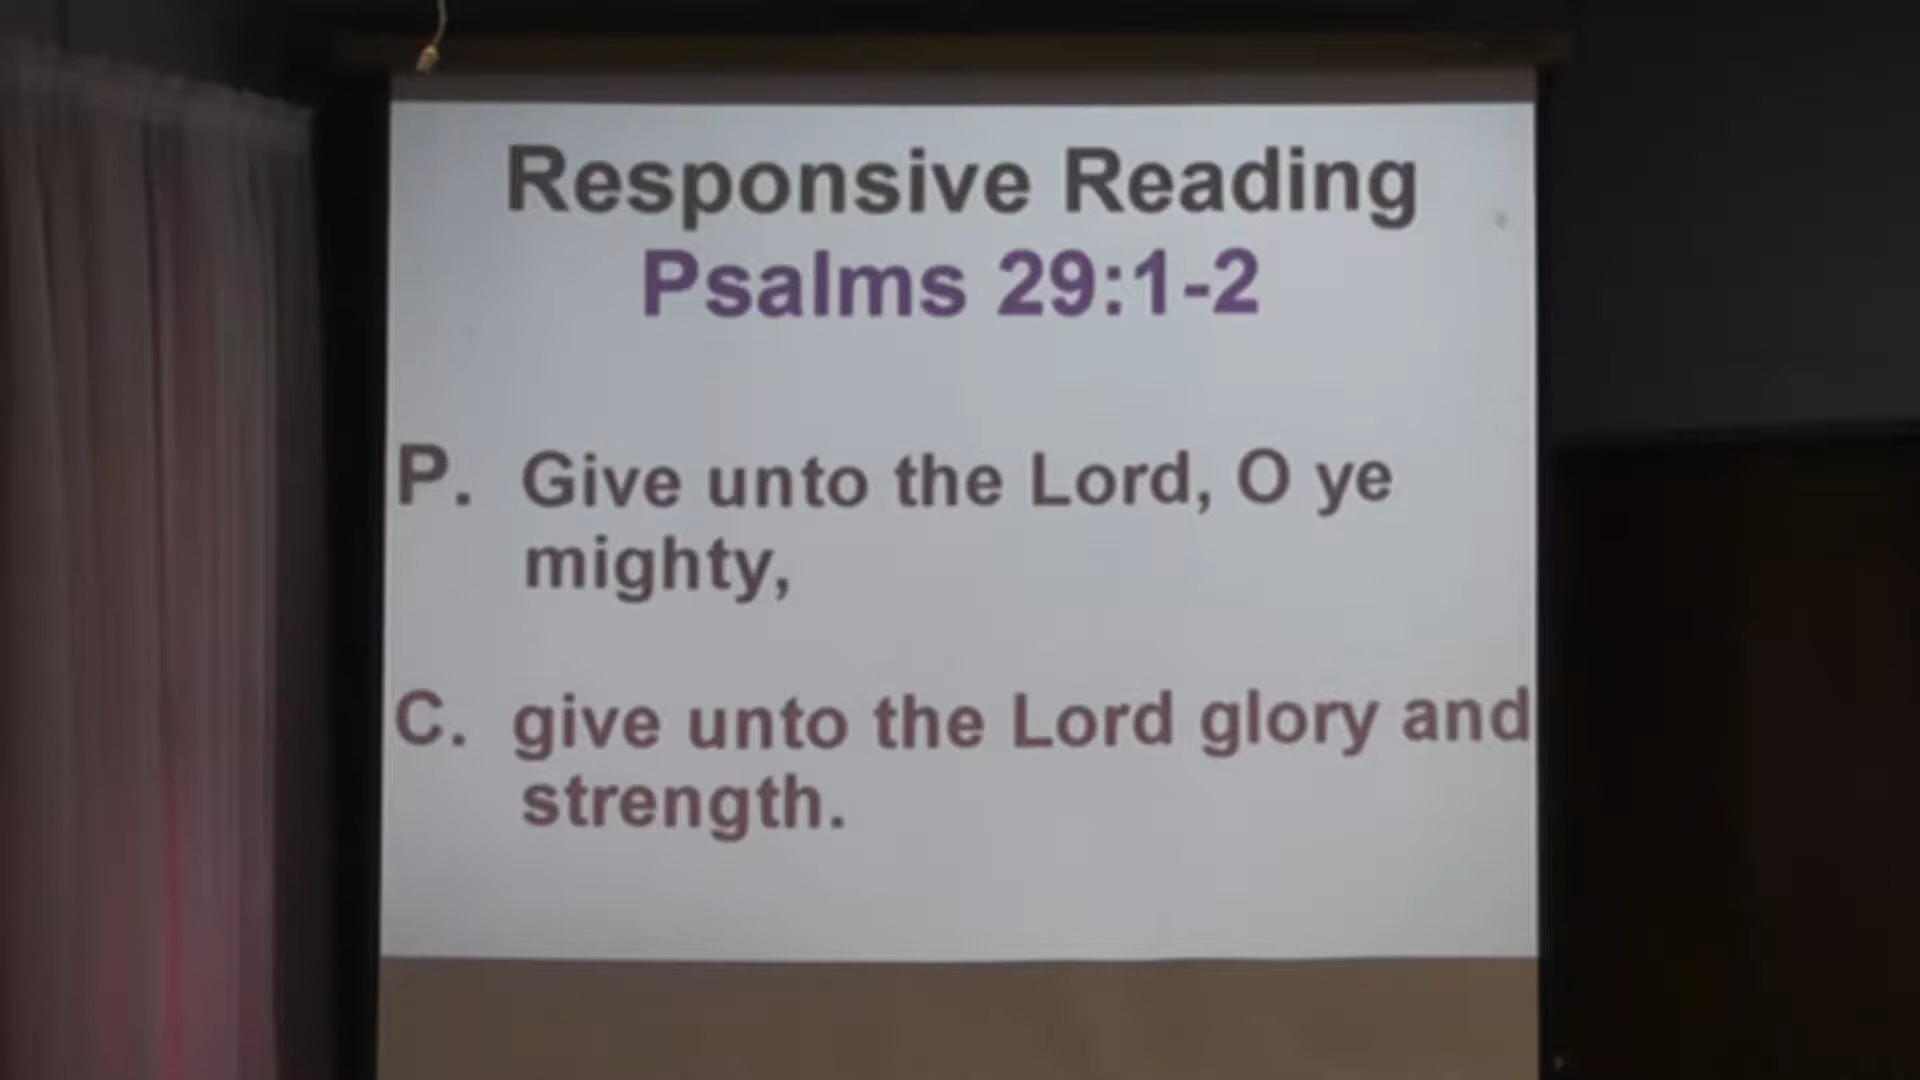 Responsive Reading
Psalms 29:1-2
P. Give unto the Lord, O ye
mighty,
C. give unto the Lord glory and
strength.